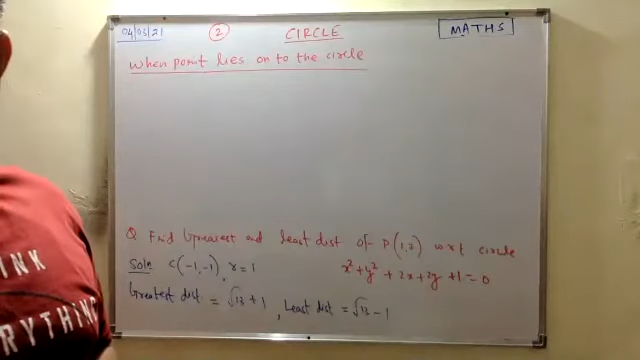 04/03/21 2 CIRCLE MATHS
When point lies on to the circle
Q Find Greatest and least dist of P(1,2) w.r.t circle
x²+y²+2x+2y+1=0
Soln C(-1,-1), r=1
Greatest dist = √13+1, Least dist = √13-1
INK
RYTHING